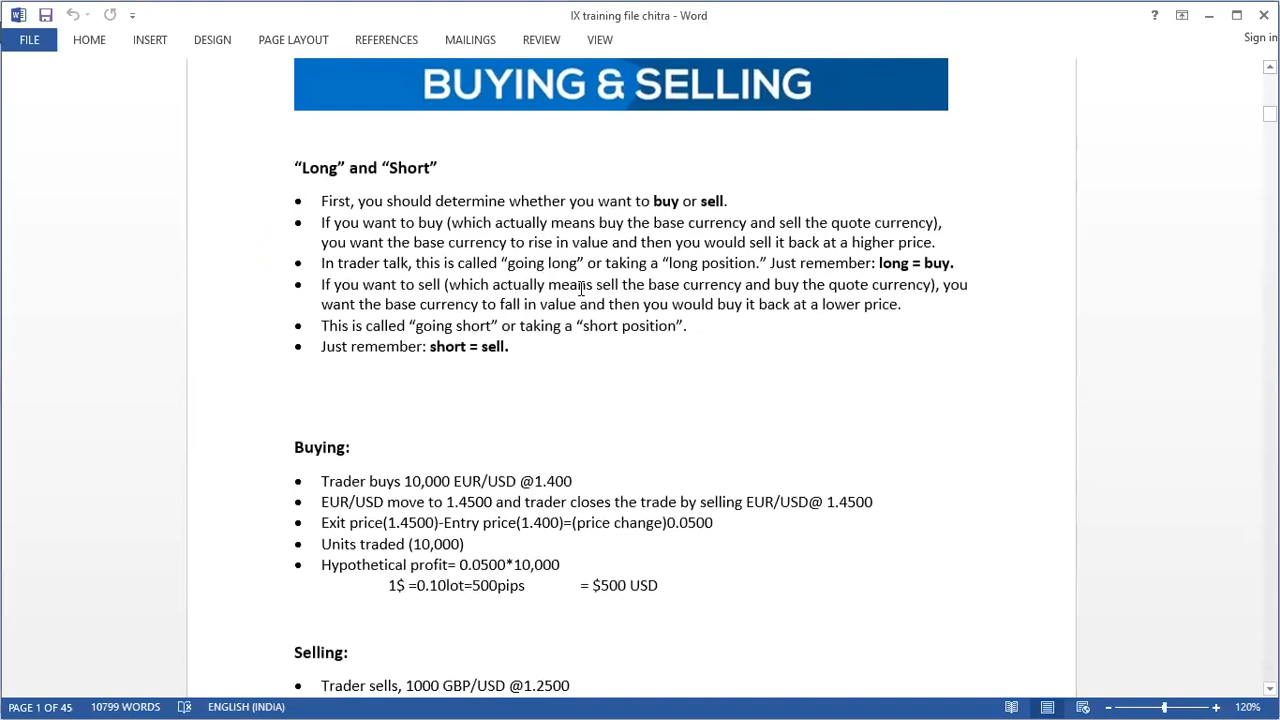 IX training file chitra - Word
?
FILE HOME INSERT DESIGN PAGE LAYOUT REFERENCES MAILINGS REVIEW VIEW Sign in
BUYING & SELLING
“Long” and “Short”
• First, you should determine whether you want to buy or sell.
• If you want to buy (which actually means buy the base currency and sell the quote currency),
you want the base currency to rise in value and then you would sell it back at a higher price.
• In trader talk, this is called “going long” or taking a “long position.” Just remember: long = buy.
• If you want to sell (which actually means sell the base currency and buy the quote currency), you
want the base currency to fall in value and then you would buy it back at a lower price.
• This is called “going short” or taking a “short position”.
• Just remember: short = sell.
Buying:
• Trader buys 10,000 EUR/USD @1.400
• EUR/USD move to 1.4500 and trader closes the trade by selling EUR/USD@ 1.4500
• Exit price(1.4500)-Entry price(1.400)=(price change)0.0500
• Units traded (10,000)
• Hypothetical profit= 0.0500*10,000
1$ =0.10lot=500pips = $500 USD
Selling:
• Trader sells, 1000 GBP/USD @1.2500
PAGE 1 OF 45 10799 WORDS ENGLISH (INDIA) 120%